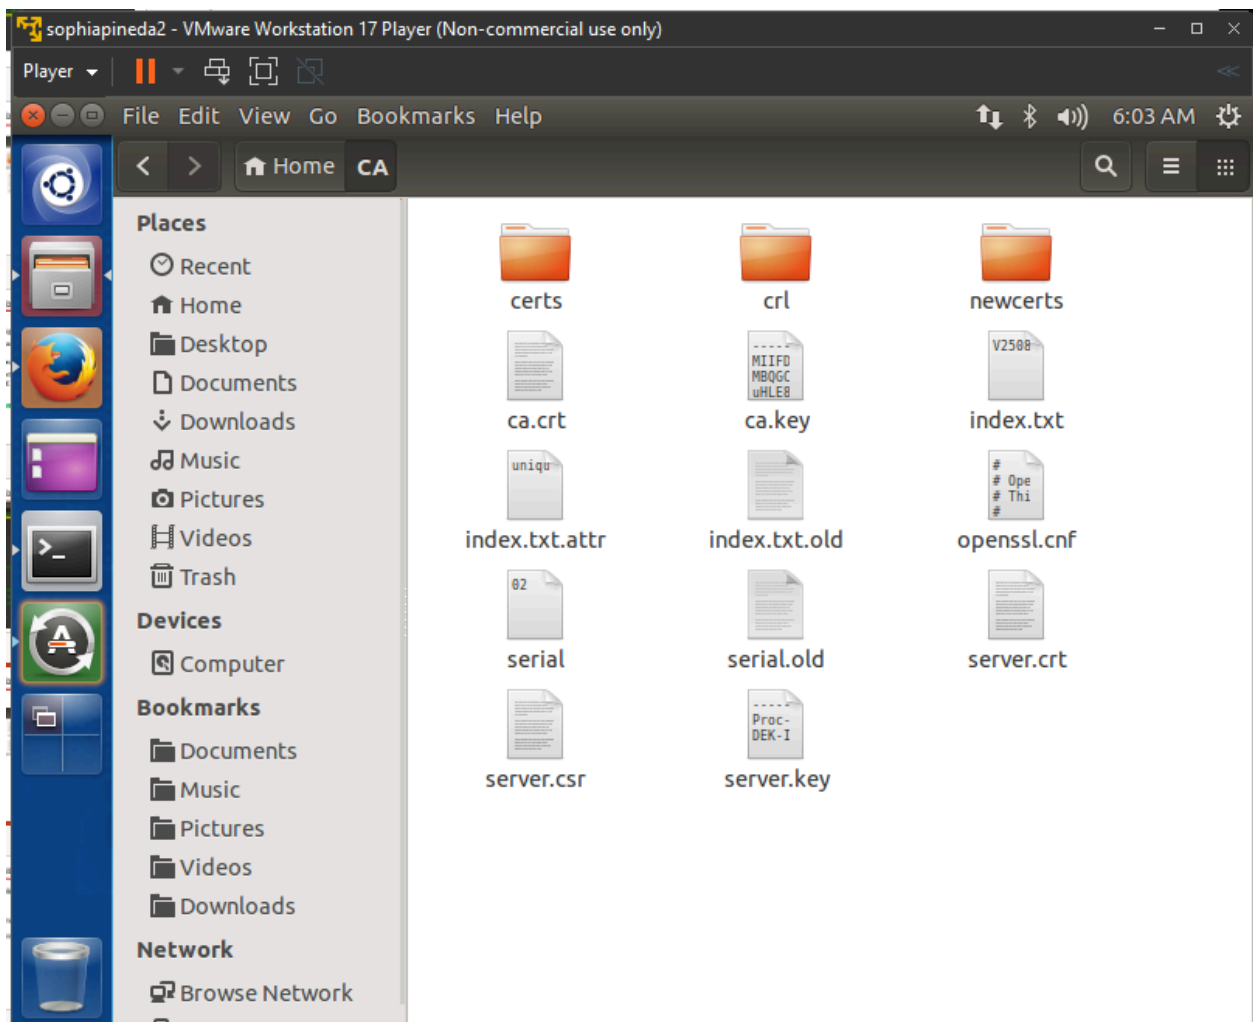 sophiapineda2 - VMware Workstation 17 Player (Non-commercial use only)
Player
File Edit View Go Bookmarks Help 6:03 AM
Home CA
Places
Recent
Home
Desktop
Documents
Downloads
Music
Pictures
Videos
Trash
Devices
Computer
Bookmarks
Documents
Music
Pictures
Videos
Downloads
Network
Browse Network
certs crl newcerts
-----
MIIFD
MBQGC
uHLE8
V2508
ca.crt ca.key index.txt
uniqu
#
# Ope
# Thi
#
index.txt.attr index.txt.old openssl.cnf
02
serial serial.old server.crt
-----
Proc-
DEK-I
server.csr server.key